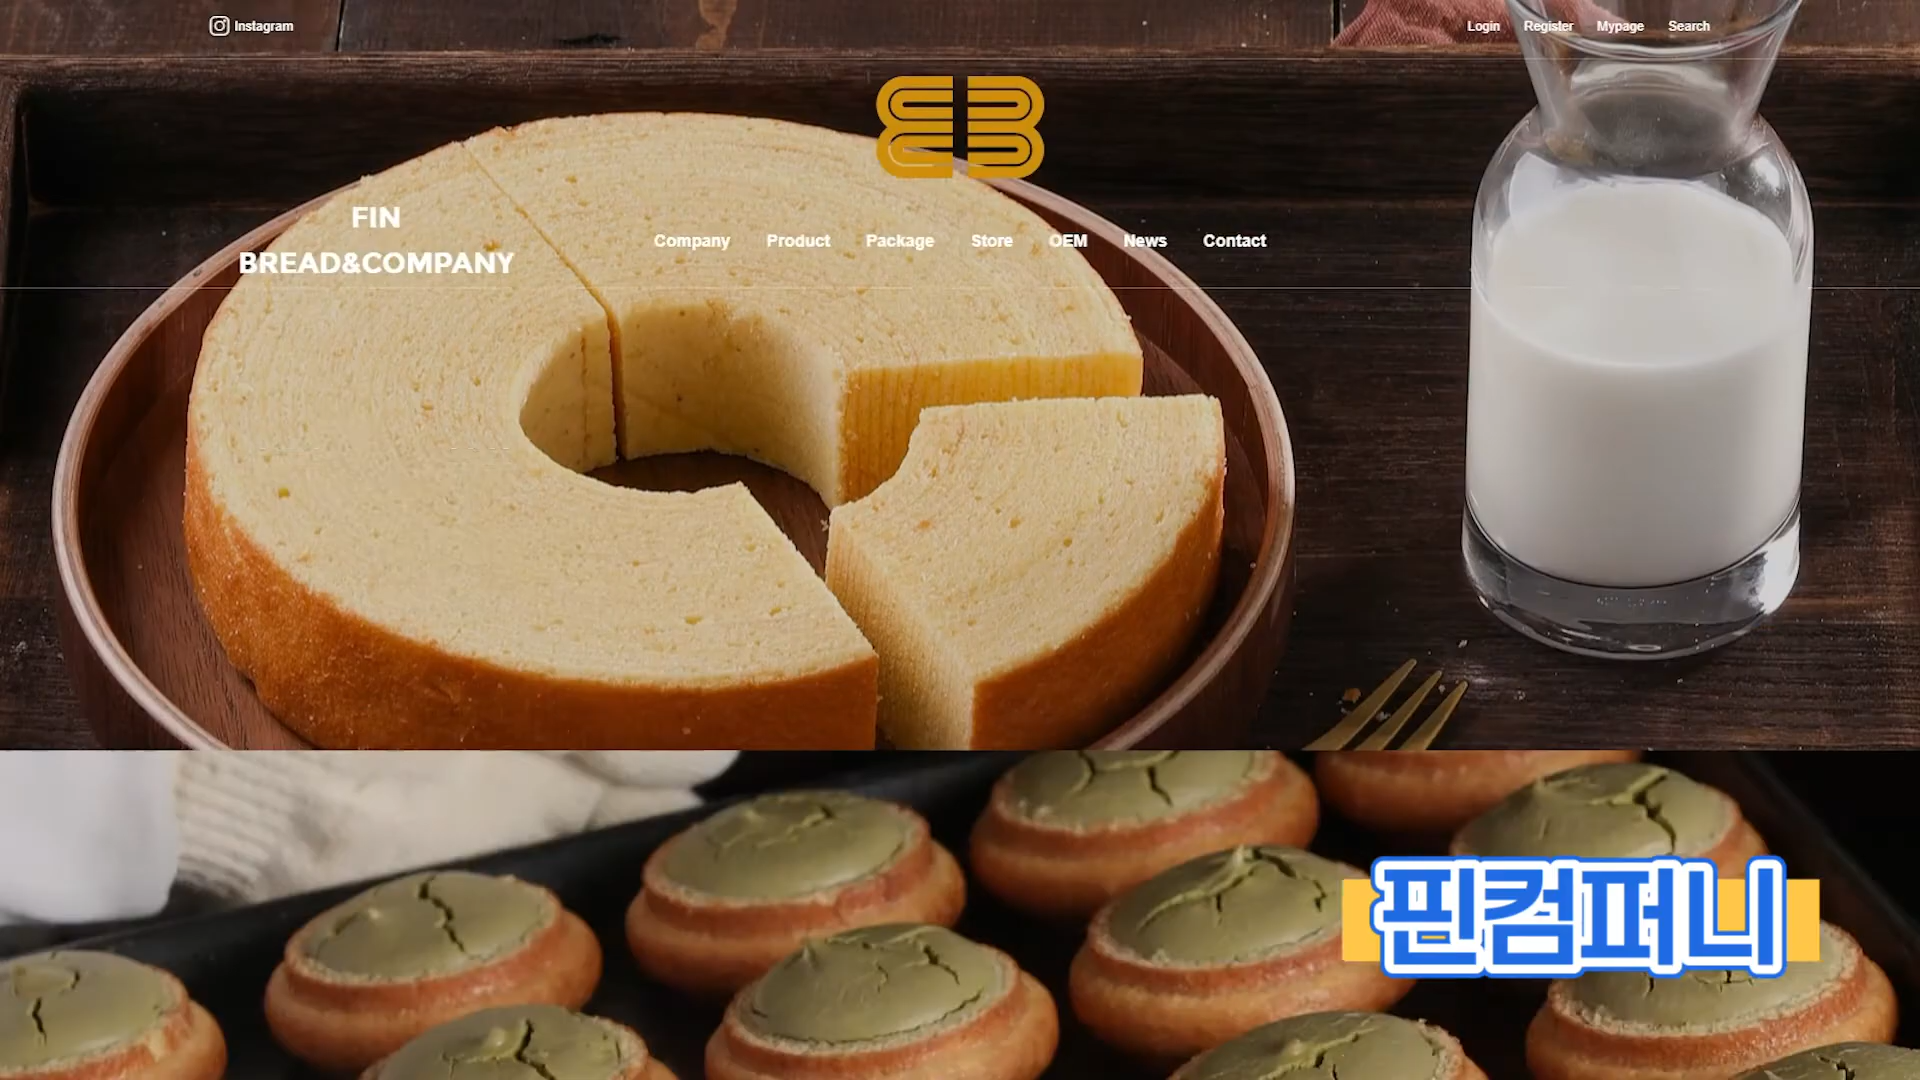 Instagram
Login Register Mypage Search
FIN
BREAD&COMPANY
Company Product Package Store OEM News Contact
핀컴퍼니